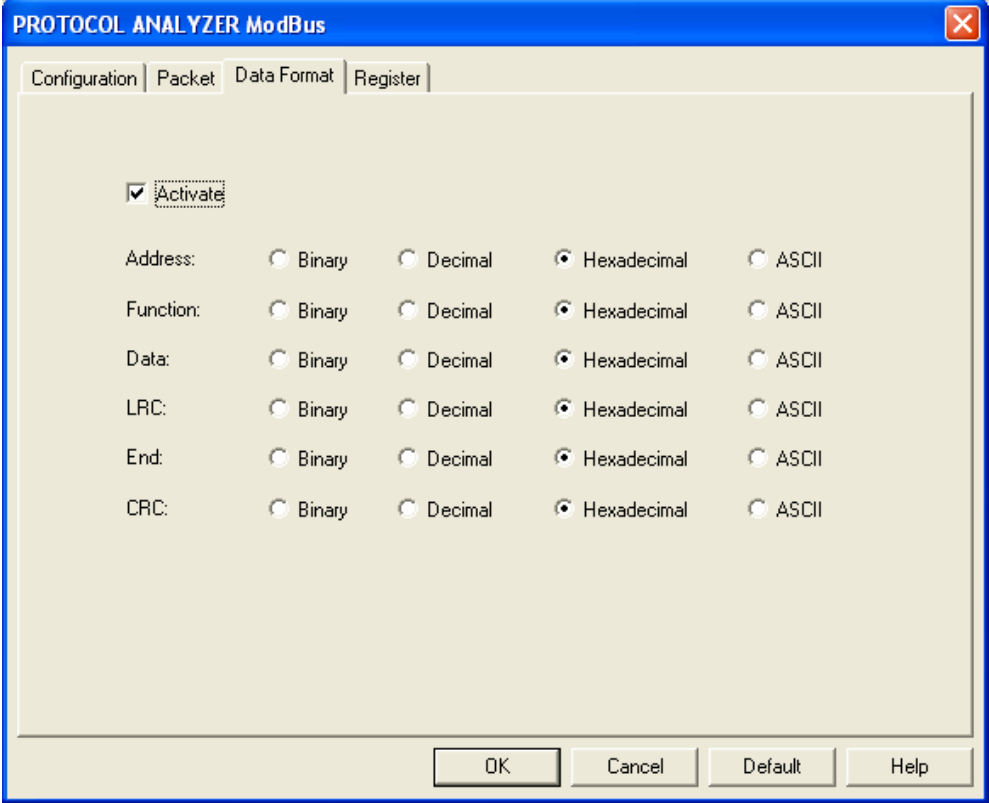 PROTOCOL ANALYZER ModBus
Configuration Packet Data Format Register
Activate
Address: Binary Decimal Hexadecimal ASCII
Function: Binary Decimal Hexadecimal ASCII
Data: Binary Decimal Hexadecimal ASCII
LRC: Binary Decimal Hexadecimal ASCII
End: Binary Decimal Hexadecimal ASCII
CRC: Binary Decimal Hexadecimal ASCII
OK Cancel Default Help